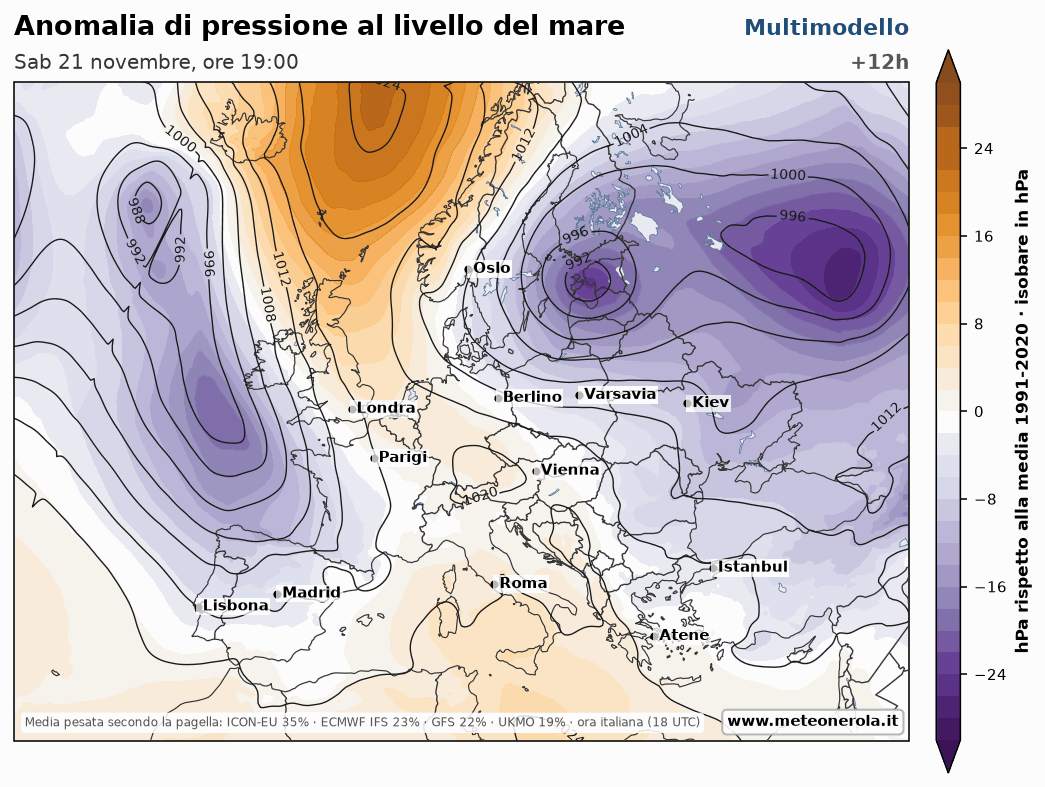 Anomalia di pressione al livello del mare
Multimodello
Sab 21 novembre, ore 19:00
+12h
1000
1012
1004
1000
988
992
992
996
996
992
996
1012
1008
Oslo
Londra
Berlino
Varsavia
Kiev
1012
Parigi
Vienna
1020
Roma
Istanbul
Madrid
Lisbona
Atene
Media pesata secondo la pagella: ICON-EU 35% · ECMWF IFS 23% · GFS 22% · UKMO 19% · ora italiana (18 UTC)
www.meteonerola.it
24
16
8
0
−8
−16
−24
hPa rispetto alla media 1991-2020 · isobare in hPa